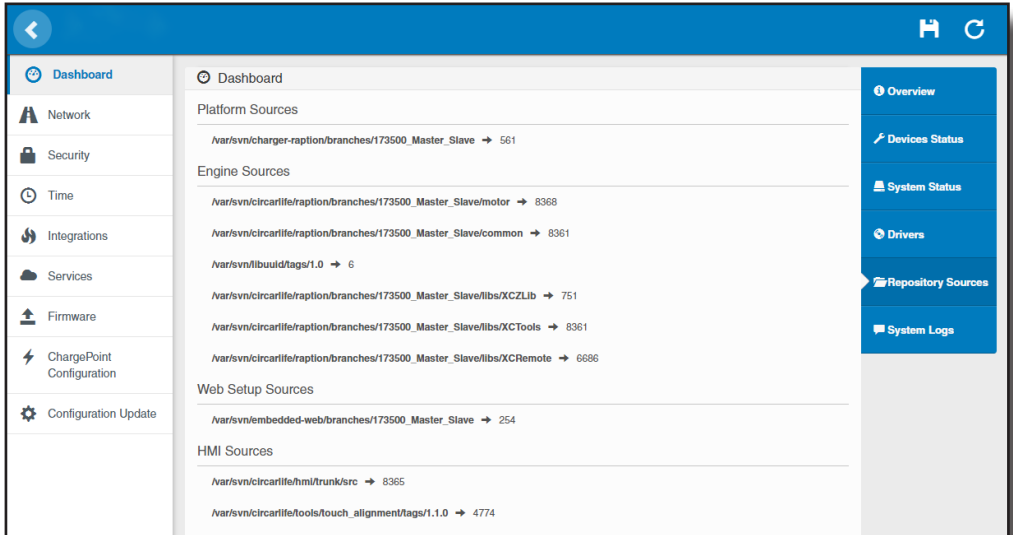 Dashboard
Network
Security
Time
Integrations
Services
Firmware
ChargePoint
Configuration
Configuration Update
Dashboard
Platform Sources
/var/svn/charger-raption/branches/173500_Master_Slave ➔ 561
Engine Sources
/var/svn/circarlife/raption/branches/173500_Master_Slave/motor ➔ 8368
/var/svn/circarlife/raption/branches/173500_Master_Slave/common ➔ 8361
/var/svn/libuuid/tags/1.0 ➔ 6
/var/svn/circarlife/raption/branches/173500_Master_Slave/libs/XCZLib ➔ 751
/var/svn/circarlife/raption/branches/173500_Master_Slave/libs/XCTools ➔ 8361
/var/svn/circarlife/raption/branches/173500_Master_Slave/libs/XCRemote ➔ 6686
Web Setup Sources
/var/svn/embedded-web/branches/173500_Master_Slave ➔ 254
HMI Sources
/var/svn/circarlife/hmi/trunk/src ➔ 8365
/var/svn/circarlife/tools/touch_alignment/tags/1.1.0 ➔ 4774
Overview
Devices Status
System Status
Drivers
Repository Sources
System Logs